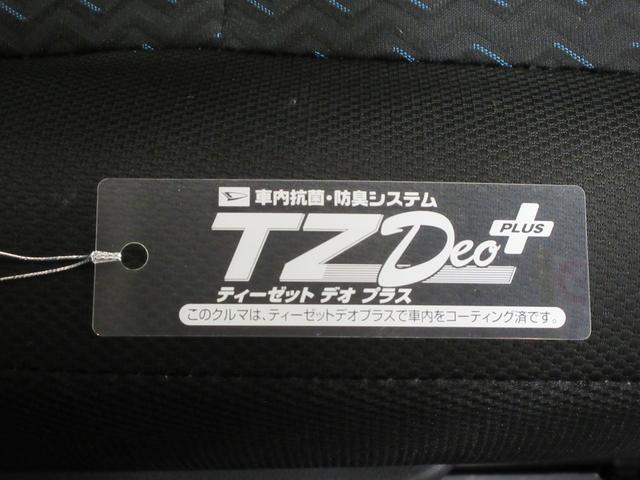 車内抗菌・防臭システム
TZ Deo PLUS
ティーゼット デオ プラス
このクルマは、ティーゼットデオプラスで車内をコーティング済です。